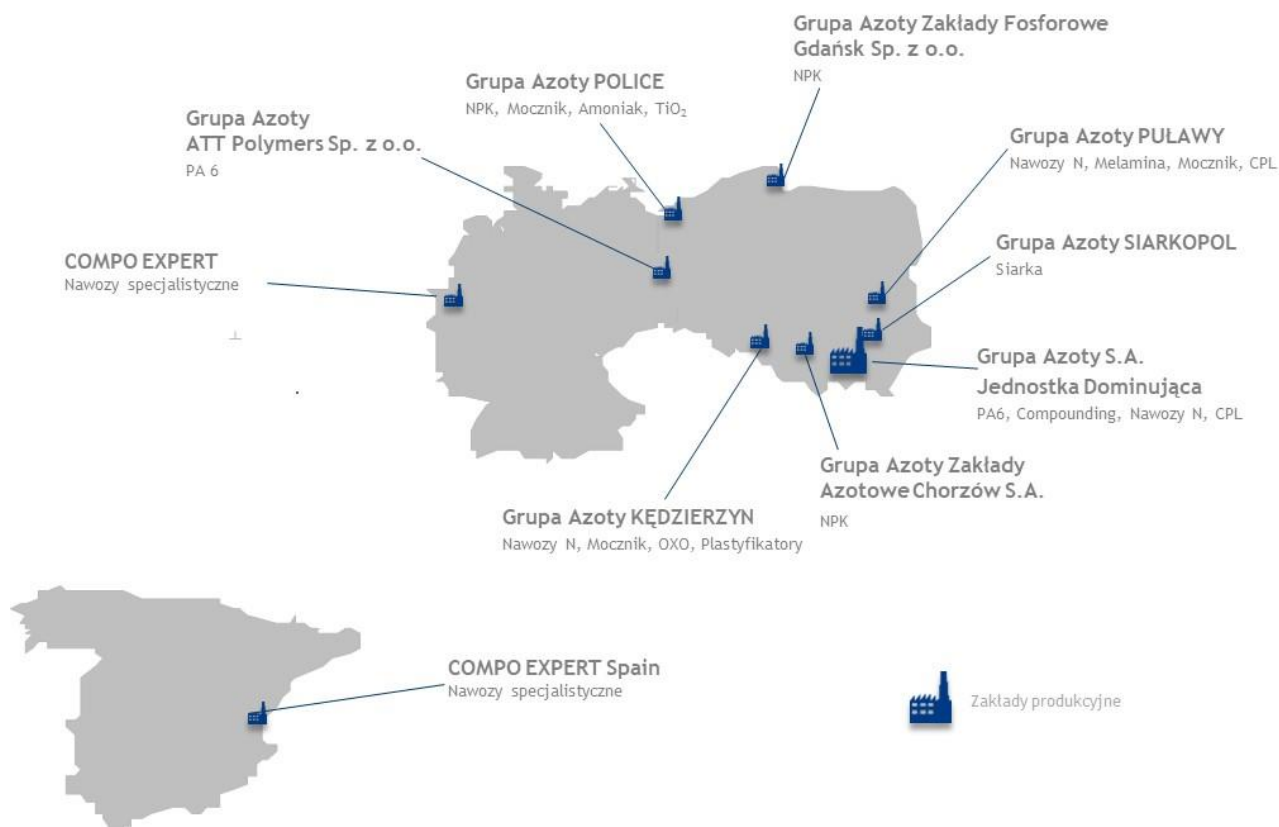 Grupa Azoty Zakłady Fosforowe
Gdańsk Sp. z o.o.
NPK
Grupa Azoty POLICE
NPK, Mocznik, Amoniak, TiO₂
Grupa Azoty
ATT Polymers Sp. z o.o.
PA 6
Grupa Azoty PUŁAWY
Nawozy N, Melamina, Mocznik, CPL
COMPO EXPERT
Nawozy specjalistyczne
Grupa Azoty SIARKOPOL
Siarka
Grupa Azoty S.A.
Jednostka Dominująca
PA6, Compounding, Nawozy N, CPL
Grupa Azoty Zakłady
Azotowe Chorzów S.A.
NPK
Grupa Azoty KĘDZIERZYN
Nawozy N, Mocznik, OXO, Plastyfikatory
COMPO EXPERT Spain
Nawozy specjalistyczne
Zakłady produkcyjne